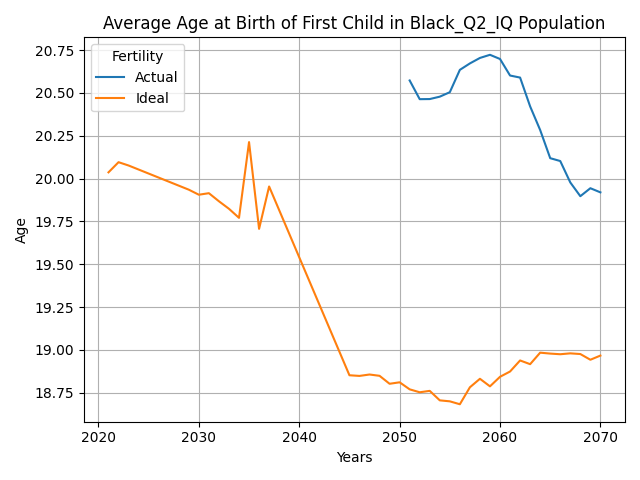 Average Age at Birth of First Child in Black_Q2_IQ Population
Fertility
Actual
Ideal
20.75
20.50
20.25
20.00
19.75
19.50
19.25
19.00
18.75
Age
2020 2030 2040 2050 2060 2070
Years